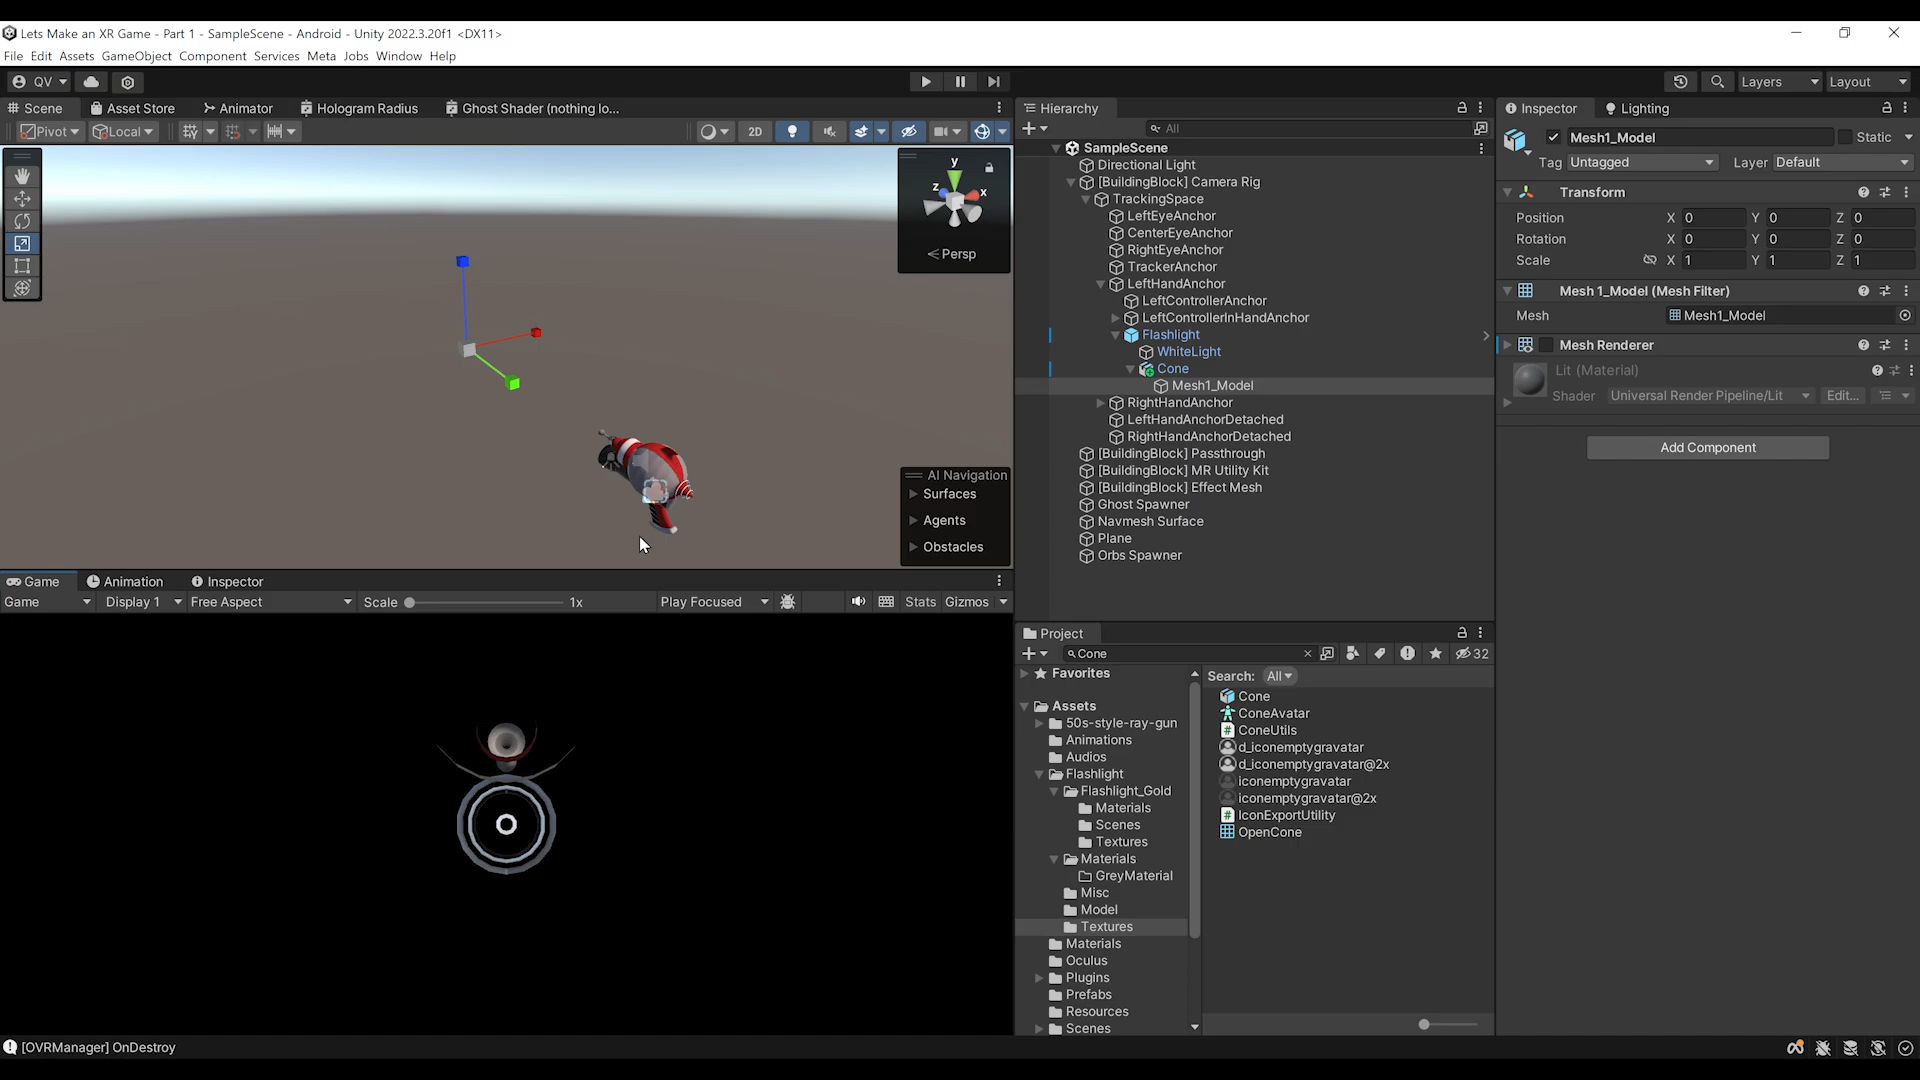 Lets Make an XR Game - Part 1 - SampleScene - Android - Unity 2022.3.20f1 <DX11>
File Edit Assets GameObject Component Services Meta Jobs Window Help
QV
Layers Layout
Scene Asset Store Animator Hologram Radius Ghost Shader (nothing lo...
Pivot Local 2D
y
z x
Persp
AI Navigation
Surfaces
Agents
Obstacles
Game Animation Inspector
Game Display 1 Free Aspect Scale 1x Play Focused Stats Gizmos
Hierarchy
All
SampleScene
Directional Light
[BuildingBlock] Camera Rig
TrackingSpace
LeftEyeAnchor
CenterEyeAnchor
RightEyeAnchor
TrackerAnchor
LeftHandAnchor
LeftControllerAnchor
LeftControllerInHandAnchor
Flashlight
WhiteLight
Cone
Mesh1_Model
RightHandAnchor
LeftHandAnchorDetached
RightHandAnchorDetached
[BuildingBlock] Passthrough
[BuildingBlock] MR Utility Kit
[BuildingBlock] Effect Mesh
Ghost Spawner
Navmesh Surface
Plane
Orbs Spawner
Project
Cone 32
Favorites
Assets
50s-style-ray-gun
Animations
Audios
Flashlight
Flashlight_Gold
Materials
Scenes
Textures
Materials
GreyMaterial
Misc
Model
Textures
Materials
Oculus
Plugins
Prefabs
Resources
Scenes
Search: All
Cone
ConeAvatar
ConeUtils
d_iconemptygravatar
d_iconemptygravatar@2x
iconemptygravatar
iconemptygravatar@2x
IconExportUtility
OpenCone
Inspector Lighting
Mesh1_Model Static
Tag Untagged Layer Default
Transform
Position X 0 Y 0 Z 0
Rotation X 0 Y 0 Z 0
Scale X 1 Y 1 Z 1
Mesh 1_Model (Mesh Filter)
Mesh Mesh1_Model
Mesh Renderer
Lit (Material)
Shader Universal Render Pipeline/Lit Edit...
Add Component
[OVRManager] OnDestroy